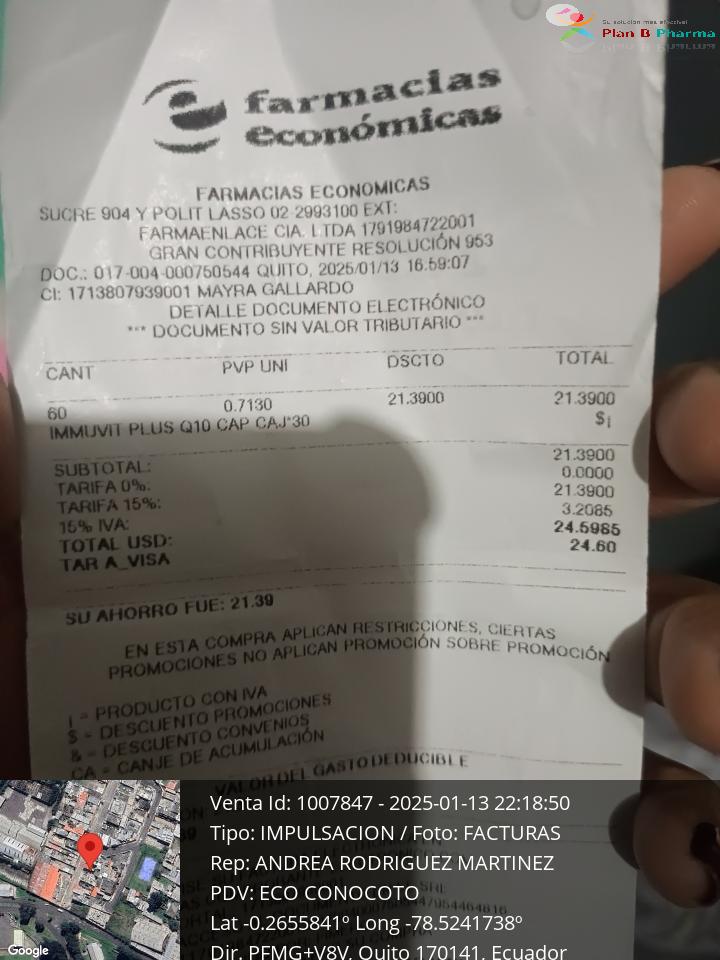 Su solución más efectiva!
Plan B Pharma
farmacias
económicas
FARMACIAS ECONOMICAS
SUCRE 904 Y POLIT LASSO 02 2993100 EXT:
FARMAENLACE CIA. LTDA 1791984722001
GRAN CONTRIBUYENTE RESOLUCIÓN 953
DOC.: 017-004-000750544 QUITO, 2025/01/13 16:59:07
CI: 1713807939001 MAYRA GALLARDO
DETALLE DOCUMENTO ELECTRÓNICO
*** DOCUMENTO SIN VALOR TRIBUTARIO ***
CANT PVP UNI DSCTO TOTAL
60 0.7130 21.3900 21.3900
IMMUVIT PLUS Q10 CAP CAJ*30 $¡
SUBTOTAL: 21.3900
TARIFA 0%: 0.0000
TARIFA 15%: 21.3900
15% IVA: 3.2085
TOTAL USD: 24.5985
TAR A_VISA 24.60
SU AHORRO FUE: 21.39
EN ESTA COMPRA APLICAN RESTRICCIONES, CIERTAS
PROMOCIONES NO APLICAN PROMOCIÓN SOBRE PROMOCIÓN
¡ = PRODUCTO CON IVA
$ = DESCUENTO PROMOCIONES
& = DESCUENTO CONVENIOS
CA = CANJE DE ACUMULACIÓN
VALOR DEL GASTO DEDUCIBLE
Venta Id: 1007847 - 2025-01-13 22:18:50
Tipo: IMPULSACION / Foto: FACTURAS
Rep: ANDREA RODRIGUEZ MARTINEZ
PDV: ECO CONOCOTO
Lat -0.2655841º Long -78.5241738º
Dir. PFMG+V8V, Quito 170141, Ecuador
Google